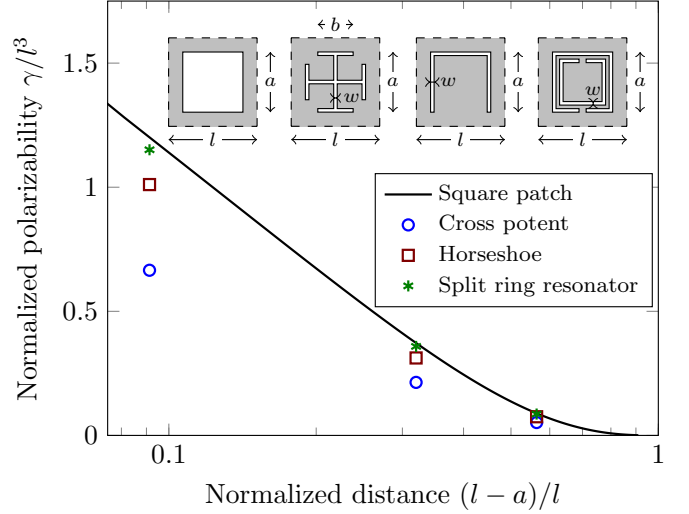 b
a
a
a
a
w
w
w
l
l
l
l
1.5
1
0.5
0
Normalized polarizability γ/l³
Square patch
Cross potent
Horseshoe
Split ring resonator
0.1
1
Normalized distance (l − a)/l